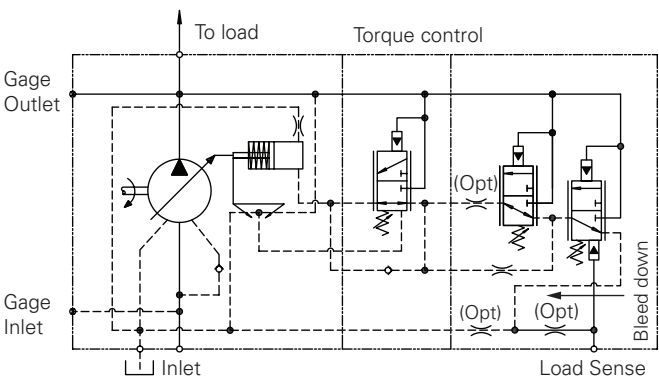 To load
Torque control
Gage
Outlet
(Opt)
Gage
Inlet
(Opt)
(Opt)
Bleed down
Inlet
Load Sense